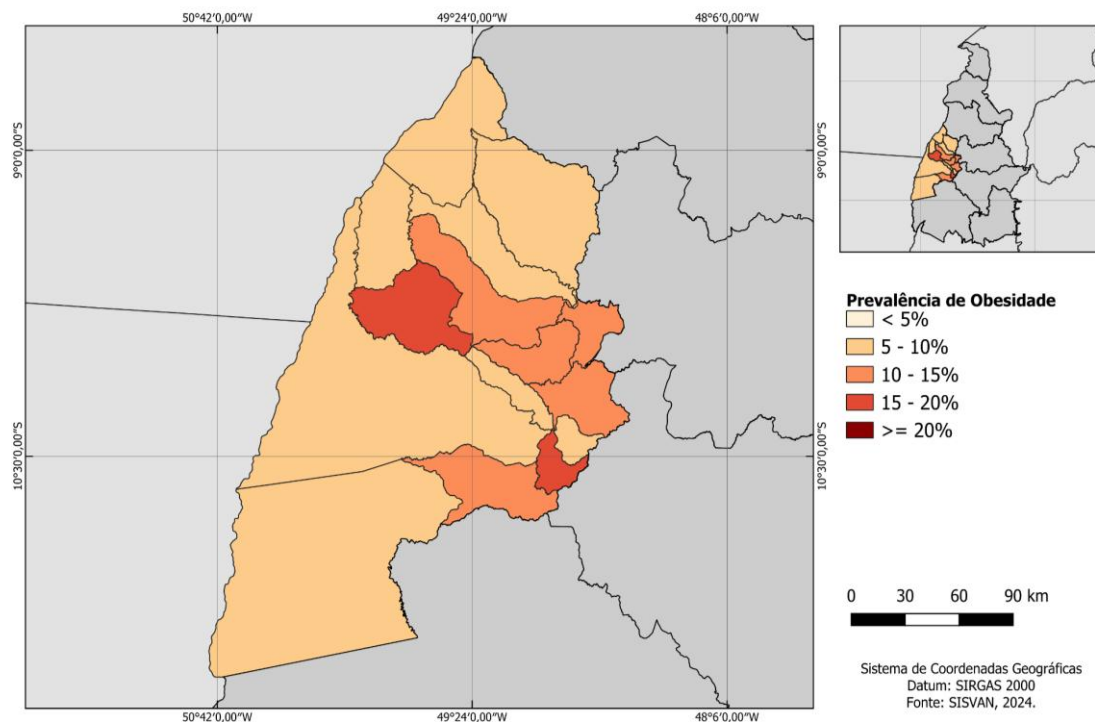 50°42'0,00"W 49°24'0,00"W 48°6'0,00"W
9°0'0,00"S 9°0'0,00"S
10°30'0,00"S 10°30'0,00"S
50°42'0,00"W 49°24'0,00"W 48°6'0,00"W
Prevalência de Obesidade
< 5%
5 - 10%
10 - 15%
15 - 20%
>= 20%
0 30 60 90 km
Sistema de Coordenadas Geográficas
Datum: SIRGAS 2000
Fonte: SISVAN, 2024.